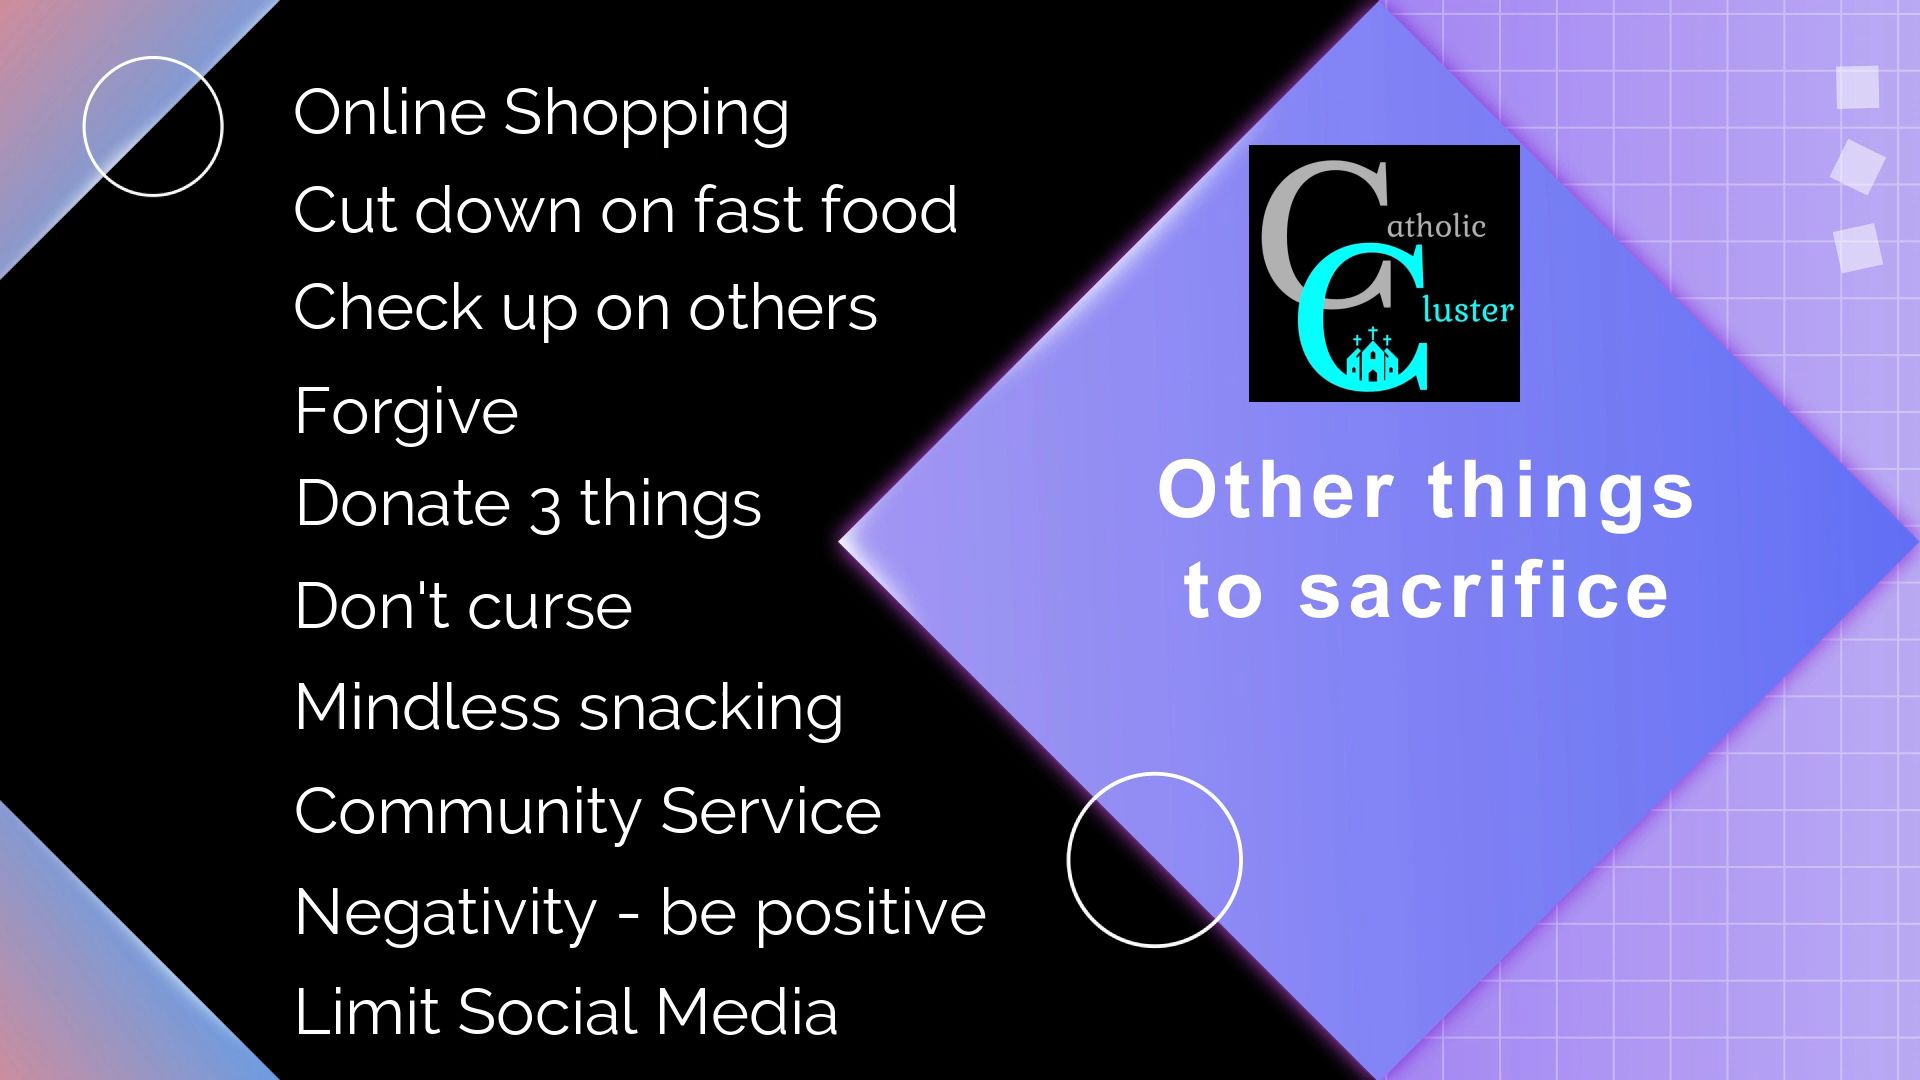 Online Shopping
Cut down on fast food
Check up on others
Forgive
Donate 3 things
Don't curse
Mindless snacking
Community Service
Negativity - be positive
Limit Social Media
Catholic
Cluster
Other things
to sacrifice